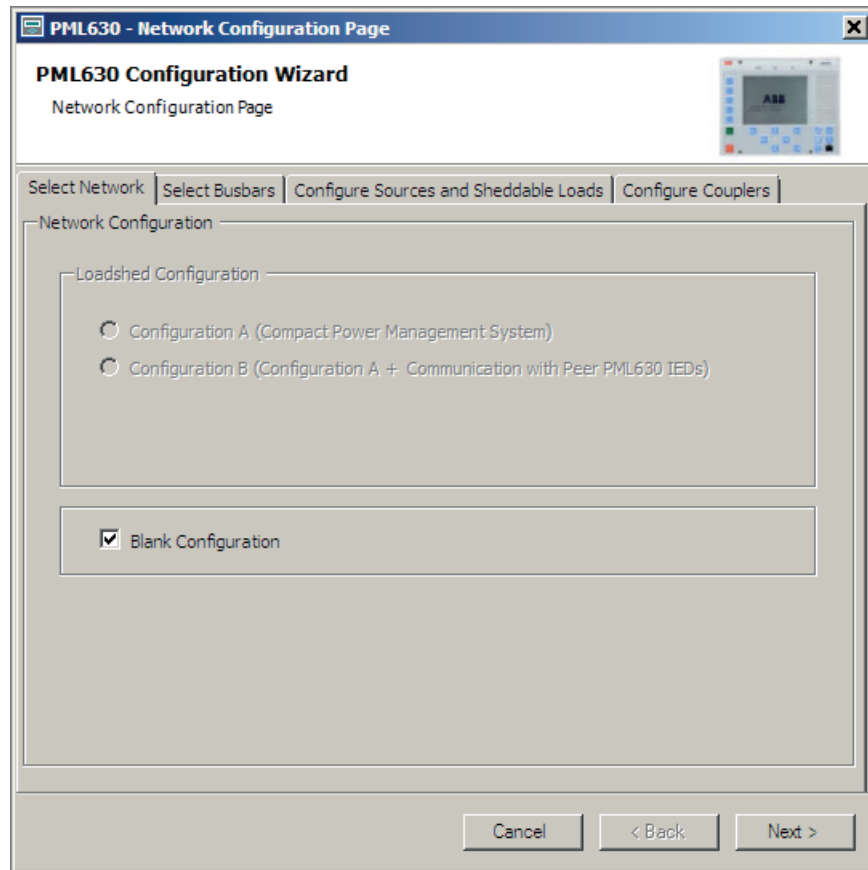 PML630 - Network Configuration Page
PML630 Configuration Wizard
Network Configuration Page
ABB
Select Network Select Busbars Configure Sources and Sheddable Loads Configure Couplers
Network Configuration
Loadshed Configuration
Configuration A (Compact Power Management System)
Configuration B (Configuration A + Communication with Peer PML630 IEDs)
Blank Configuration
Cancel < Back Next >